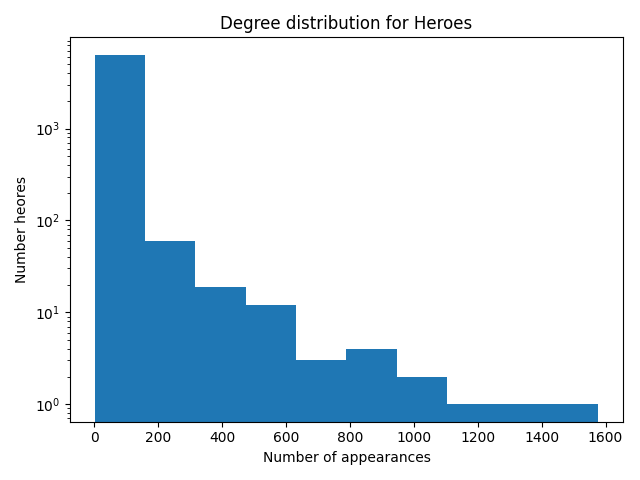 Degree distribution for Heroes
Number heores
10³
10²
10¹
10⁰
0 200 400 600 800 1000 1200 1400 1600
Number of appearances